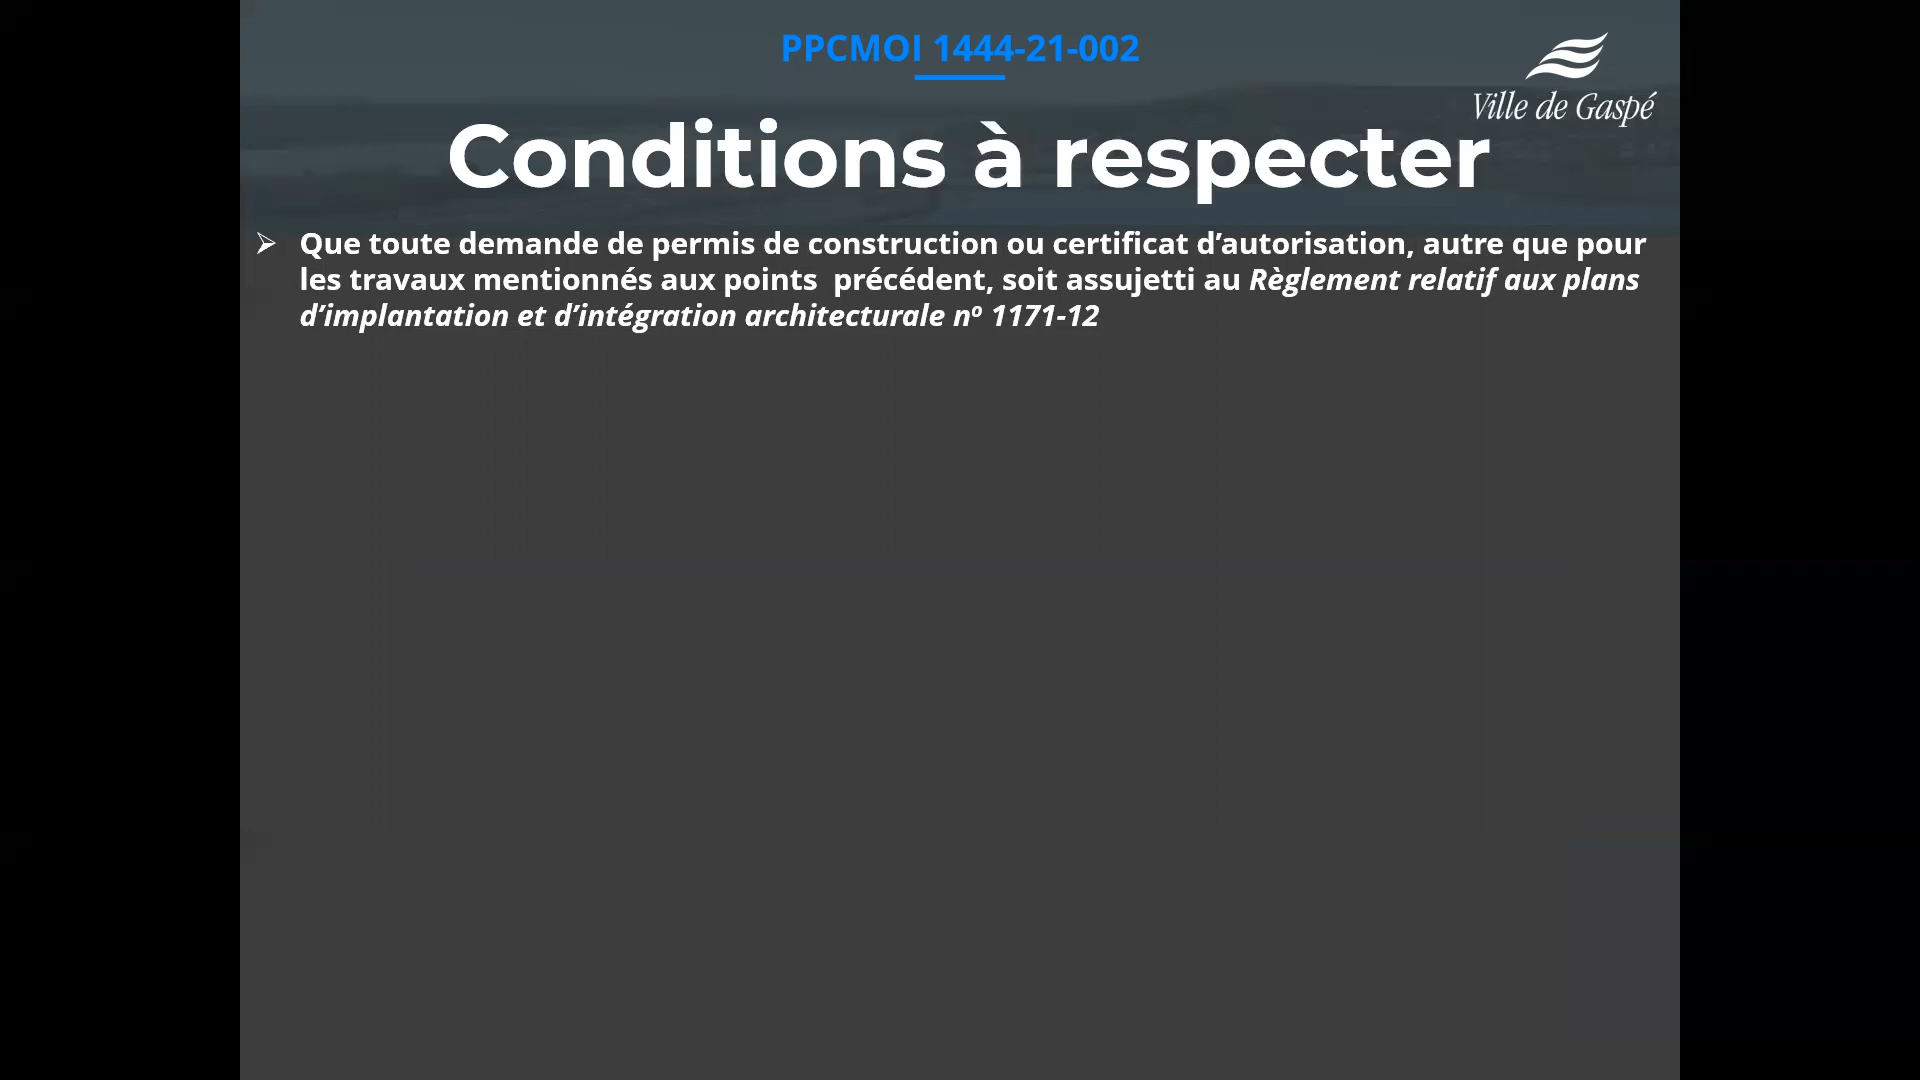 PPCMOI 1444-21-002
Ville de Gaspé
Conditions à respecter
➢ Que toute demande de permis de construction ou certificat d’autorisation, autre que pour
les travaux mentionnés aux points  précédent, soit assujetti au Règlement relatif aux plans
d’implantation et d’intégration architecturale nº 1171-12